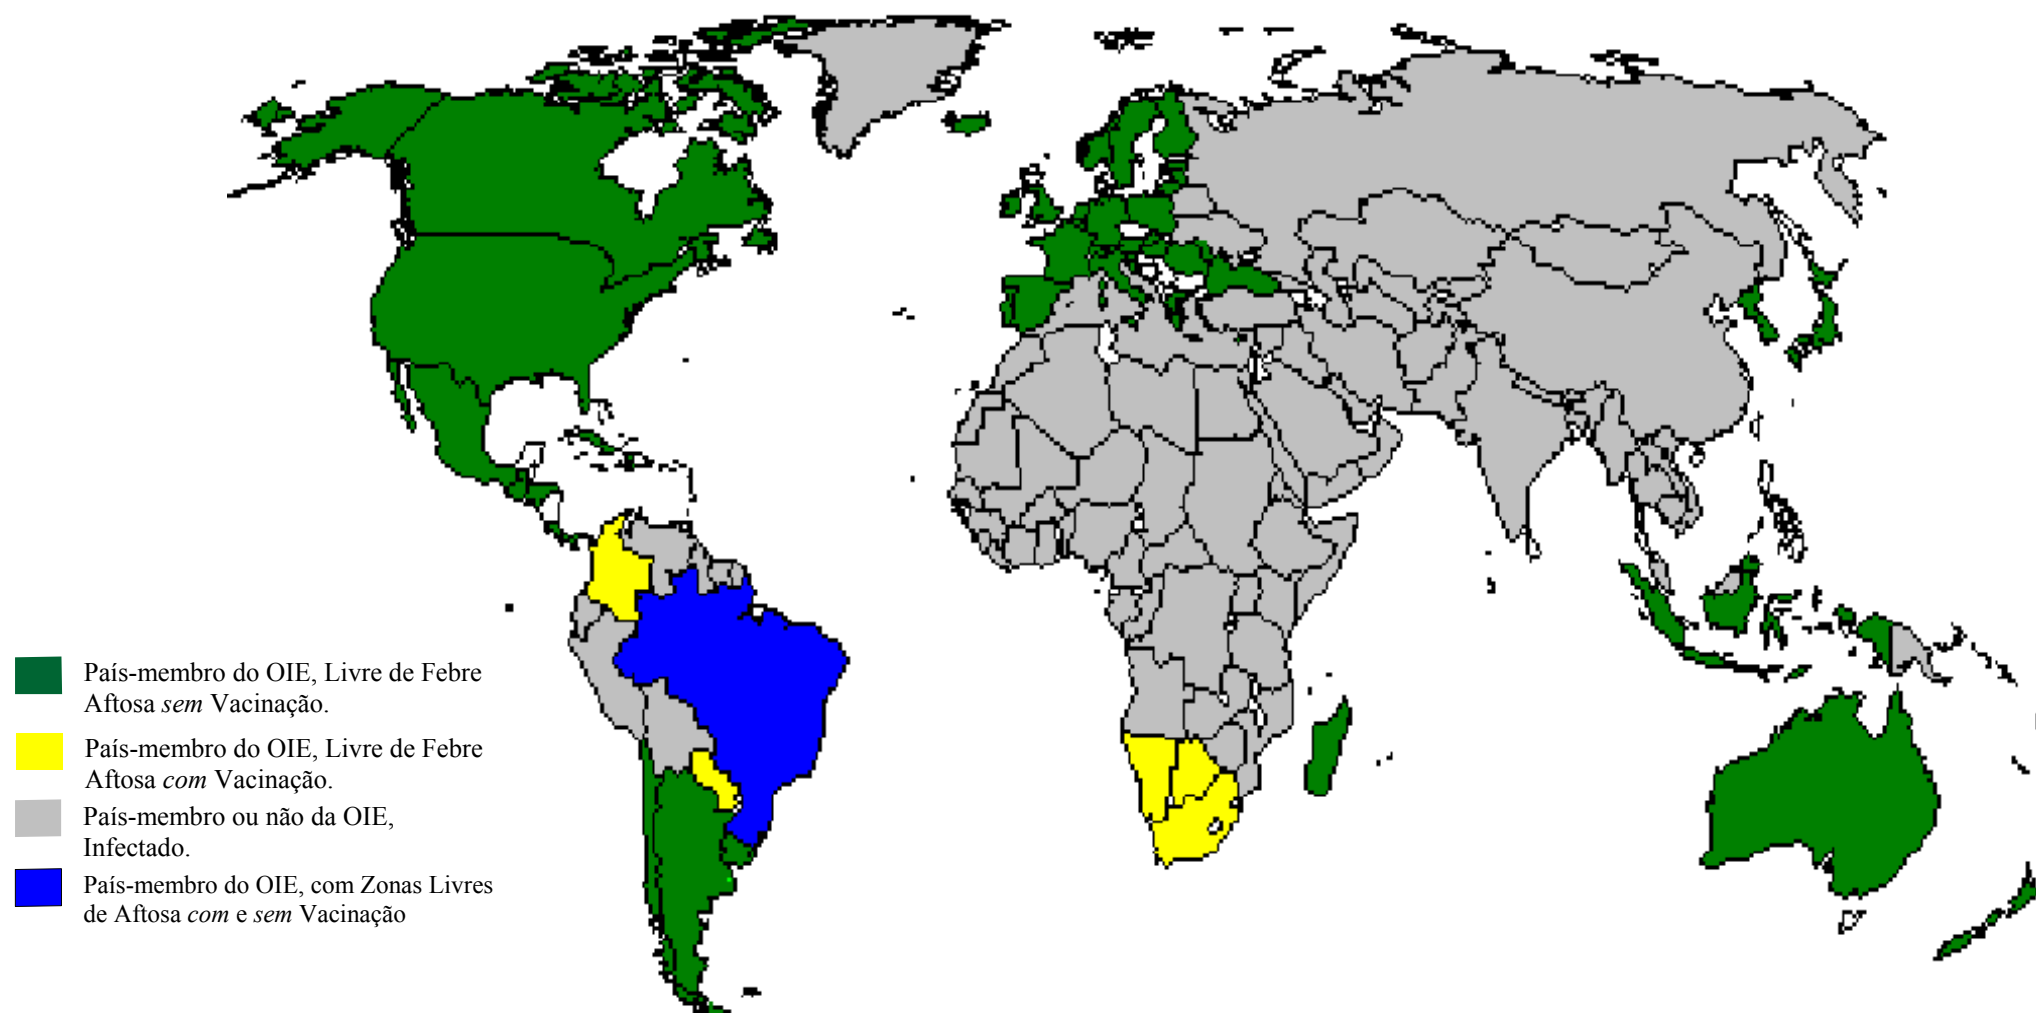 País-membro do OIE, Livre de Febre
Aftosa sem Vacinação.
País-membro do OIE, Livre de Febre
Aftosa com Vacinação.
País-membro ou não da OIE,
Infectado.
País-membro do OIE, com Zonas Livres
de Aftosa com e sem Vacinação